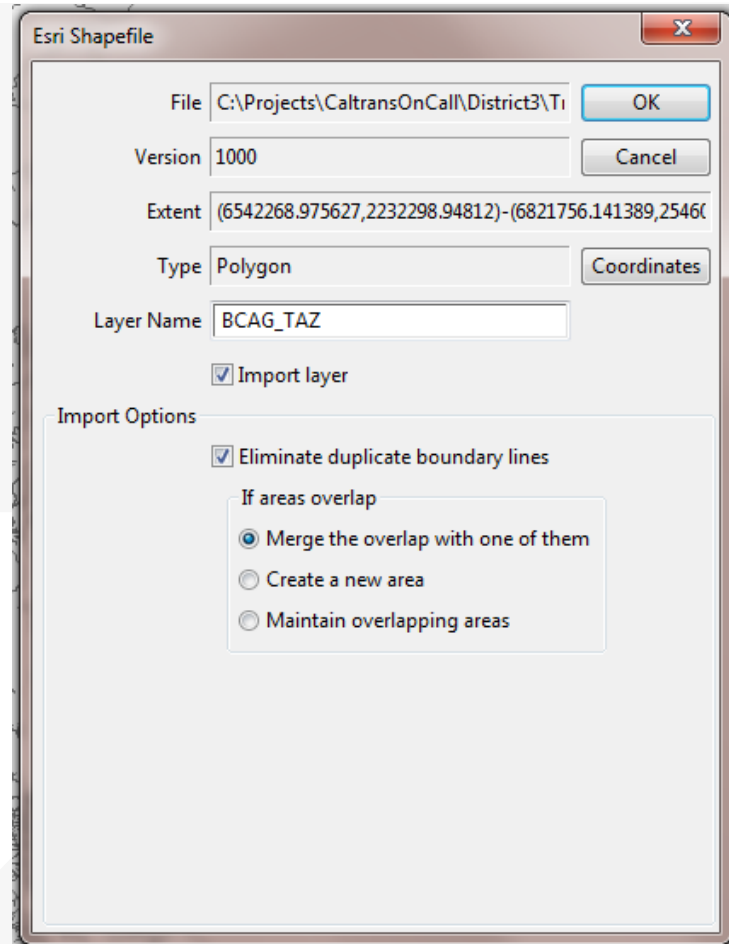 Esri Shapefile
File C:\Projects\CaltransOnCall\District3\Tr OK
Version 1000 Cancel
Extent (6542268.975627,2232298.94812)-(6821756.141389,2546(
Type Polygon Coordinates
Layer Name BCAG_TAZ
Import layer
Import Options
Eliminate duplicate boundary lines
If areas overlap
Merge the overlap with one of them
Create a new area
Maintain overlapping areas